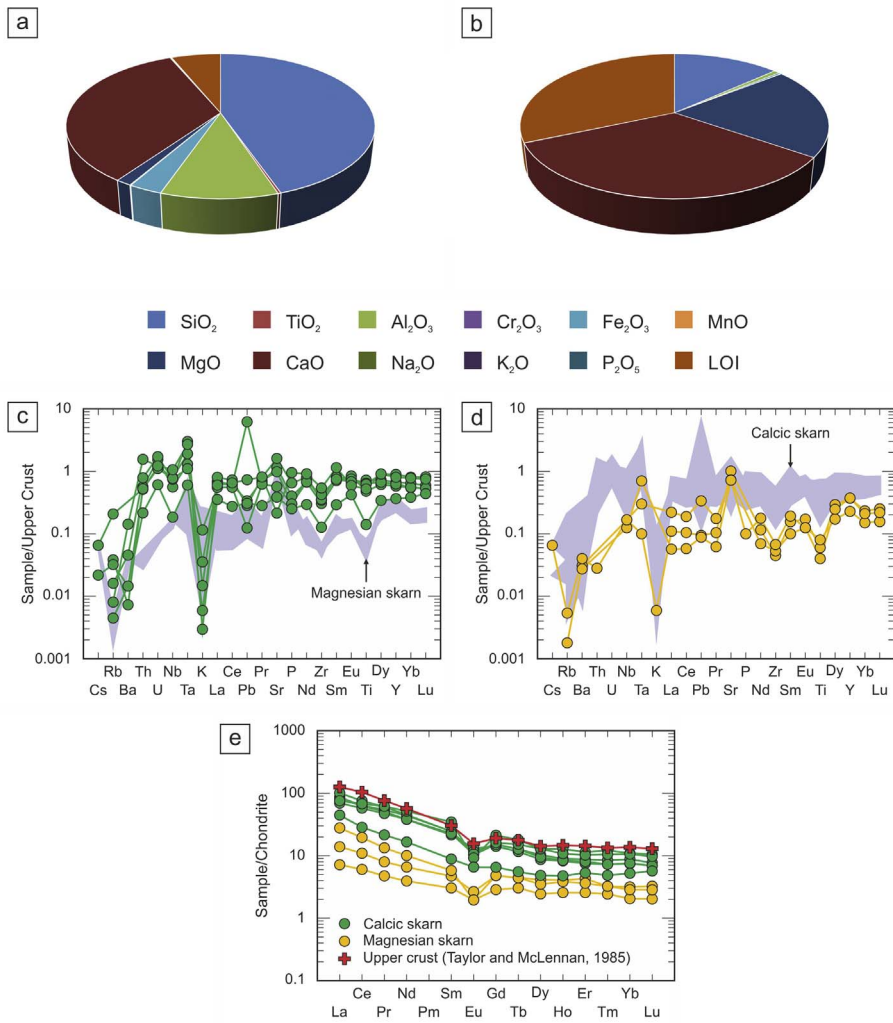 a
b
SiO₂ TiO₂ Al₂O₃ Cr₂O₃ Fe₂O₃ MnO
MgO CaO Na₂O K₂O P₂O₅ LOI
c
10
1
0.1
0.01
0.001
Sample/Upper Crust
Magnesian skarn
Rb Th Nb K Ce Pr P Zr Eu Dy Yb
Cs Ba U Ta La Pb Sr Nd Sm Ti Y Lu
d
10
1
0.1
0.01
0.001
Sample/Upper Crust
Calcic skarn
Rb Th Nb K Ce Pr P Zr Eu Dy Yb
Cs Ba U Ta La Pb Sr Nd Sm Ti Y Lu
e
1000
100
10
1
0.1
Sample/Chondrite
Calcic skarn
Magnesian skarn
Upper crust (Taylor and McLennan, 1985)
Ce Nd Sm Gd Dy Er Yb
La Pr Pm Eu Tb Ho Tm Lu